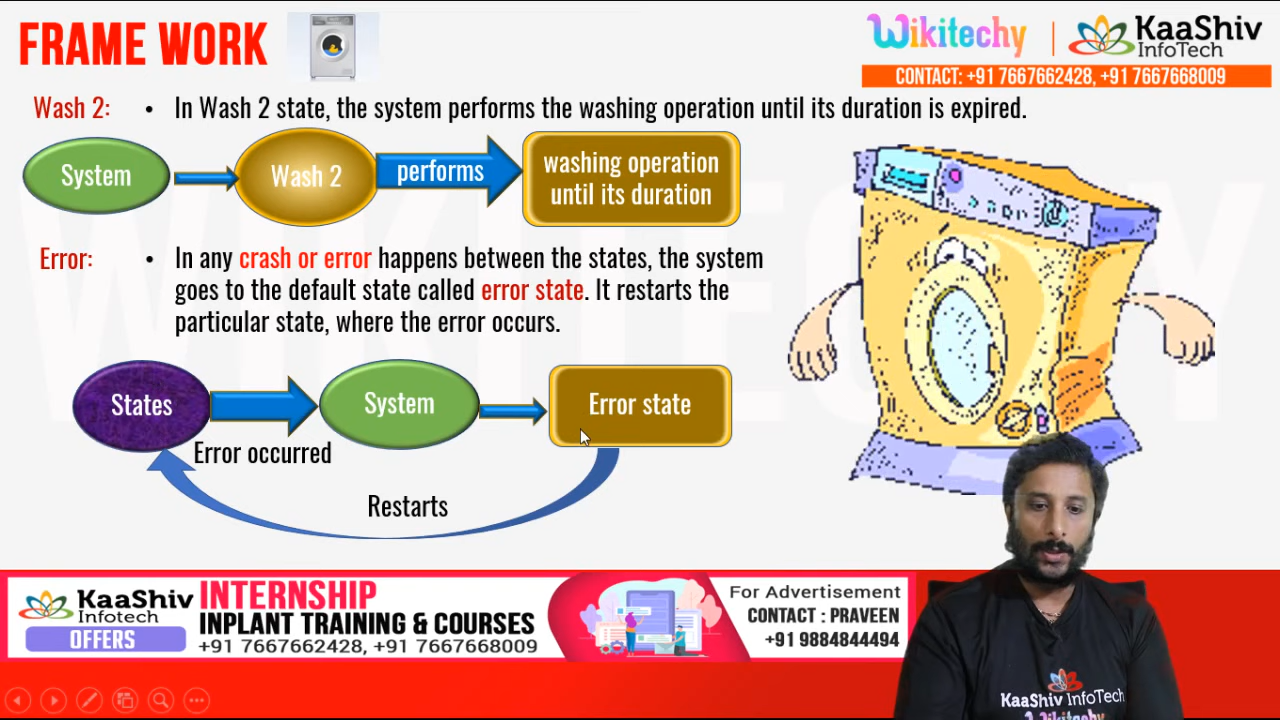 FRAME WORK
Wikitechy
KaaShiv
InfoTech
CONTACT: +91 7667662428, +91 7667668009
Wash 2:
• In Wash 2 state, the system performs the washing operation until its duration is expired.
System
Wash 2
performs
washing operation
until its duration
Error:
• In any crash or error happens between the states, the system
goes to the default state called error state. It restarts the
particular state, where the error occurs.
States
System
Error state
Error occurred
Restarts
KaaShiv
Infotech
OFFERS
INTERNSHIP
INPLANT TRAINING & COURSES
+91 7667662428, +91 7667668009
For Advertisement
CONTACT : PRAVEEN
+91 9884844494
KaaShiv InfoTech
Wikitechy